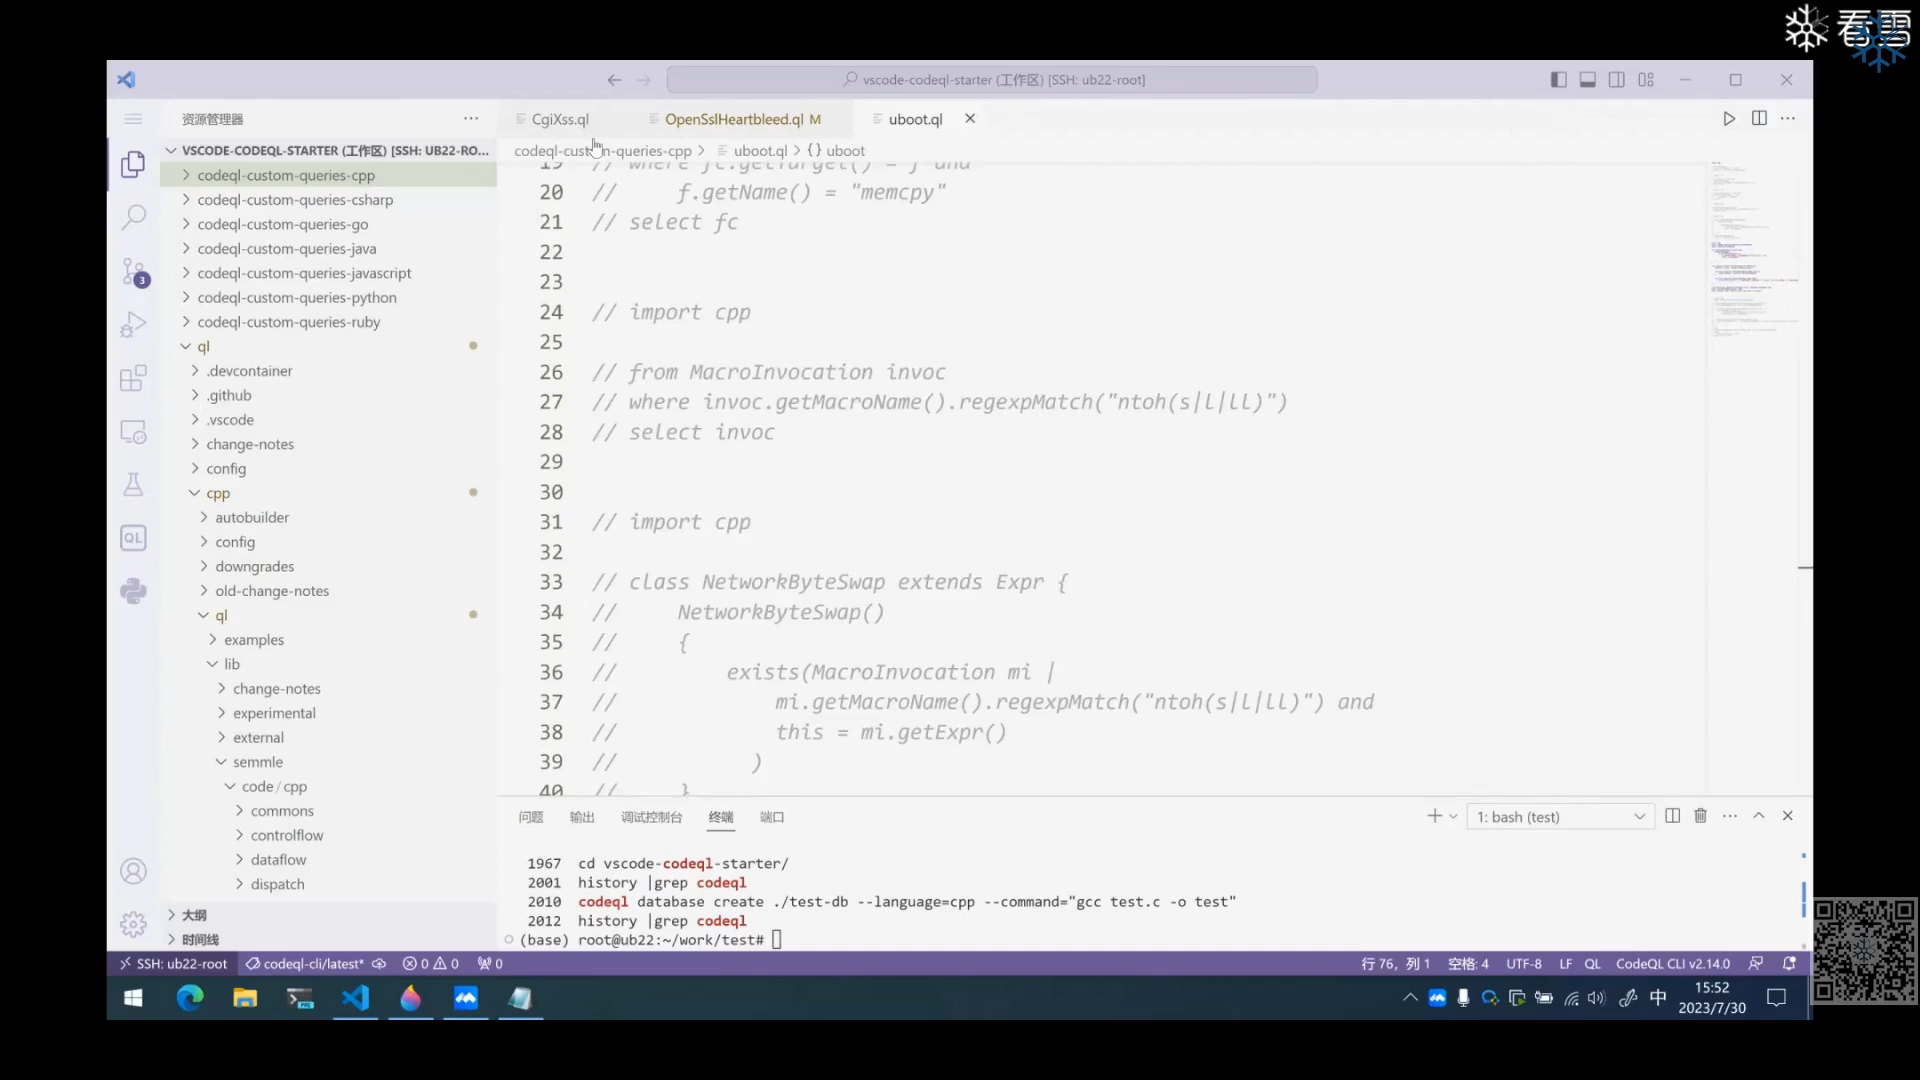 看雪
vscode-codeql-starter (工作区) [SSH: ub22-root]
资源管理器
CgiXss.ql
OpenSslHeartbleed.ql M
uboot.ql
VSCODE-CODEQL-STARTER (工作区) [SSH: UB22-RO...
codeql-custom-queries-cpp
codeql-custom-queries-csharp
codeql-custom-queries-go
codeql-custom-queries-java
codeql-custom-queries-javascript
codeql-custom-queries-python
codeql-custom-queries-ruby
ql
.devcontainer
.github
.vscode
change-notes
config
cpp
autobuilder
config
downgrades
old-change-notes
ql
examples
lib
change-notes
experimental
external
semmle
code / cpp
commons
controlflow
dataflow
dispatch
大纲
时间线
3
QL
codeql-custom-queries-cpp > uboot.ql > {} uboot
19 // where fc.getTarget() = f and
20 // f.getName() = "memcpy"
21 // select fc
22
23
24 // import cpp
25
26 // from MacroInvocation invoc
27 // where invoc.getMacroName().regexpMatch("ntoh(s|l|ll)")
28 // select invoc
29
30
31 // import cpp
32
33 // class NetworkByteSwap extends Expr {
34 // NetworkByteSwap()
35 // {
36 // exists(MacroInvocation mi |
37 // mi.getMacroName().regexpMatch("ntoh(s|l|ll)") and
38 // this = mi.getExpr()
39 // )
40 // }
问题 输出 调试控制台 终端 端口
1: bash (test)
1967 cd vscode-codeql-starter/
2001 history |grep codeql
2010 codeql database create ./test-db --language=cpp --command="gcc test.c -o test"
2012 history |grep codeql
(base) root@ub22:~/work/test#
SSH: ub22-root codeql-cli/latest* 0 0 0
行 76，列 1 空格: 4 UTF-8 LF QL CodeQL CLI v2.14.0
中
15:52
2023/7/30